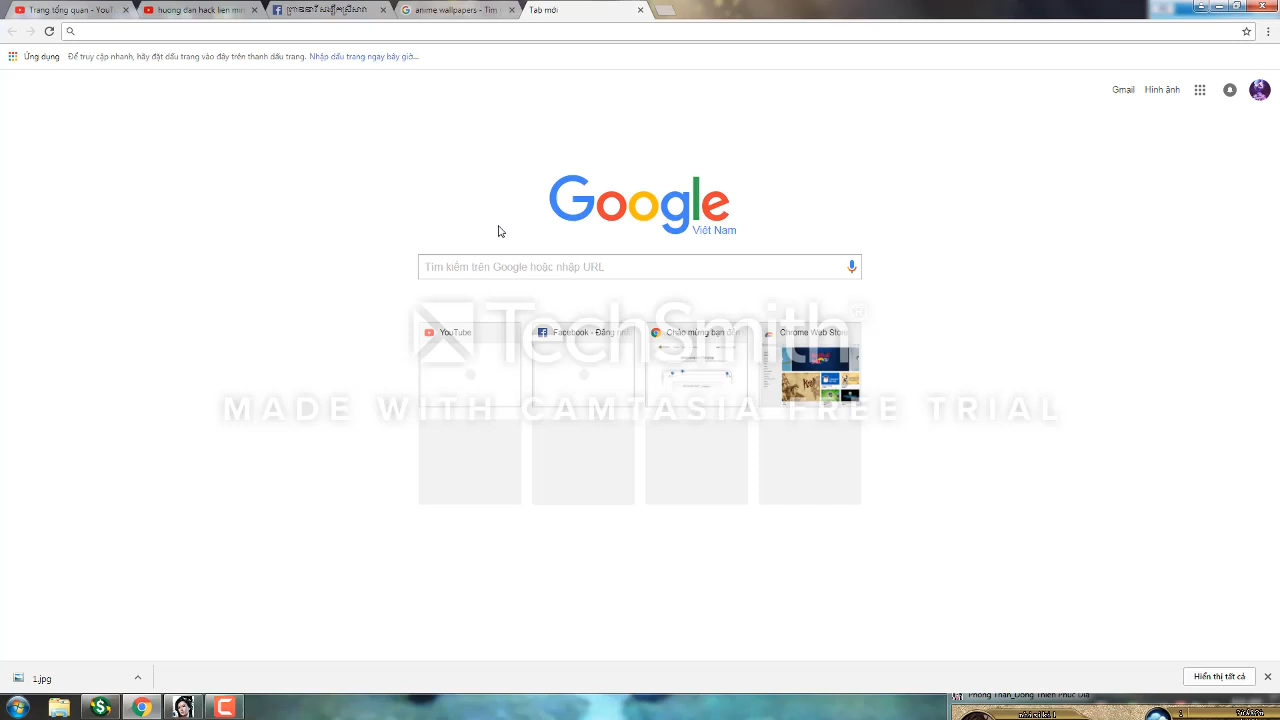 Trang tổng quan - YouT
huong dan hack lien min
anime wallpapers - Tìm
Tab mới
Ứng dụng
Để truy cập nhanh, hãy đặt dấu trang vào đây trên thanh dấu trang. Nhập dấu trang ngay bây giờ...
Gmail
Hình ảnh
Google
Việt Nam
Tìm kiếm trên Google hoặc nhập URL
TechSmith®
YouTube
Facebook - Đăng nh
Chào mừng bạn đến
Chrome Web Store
MADE WITH CAMTASIA FREE TRIAL
1.jpg
Hiển thị tất cả
Phong Thần_Động Thiên Phúc Địa